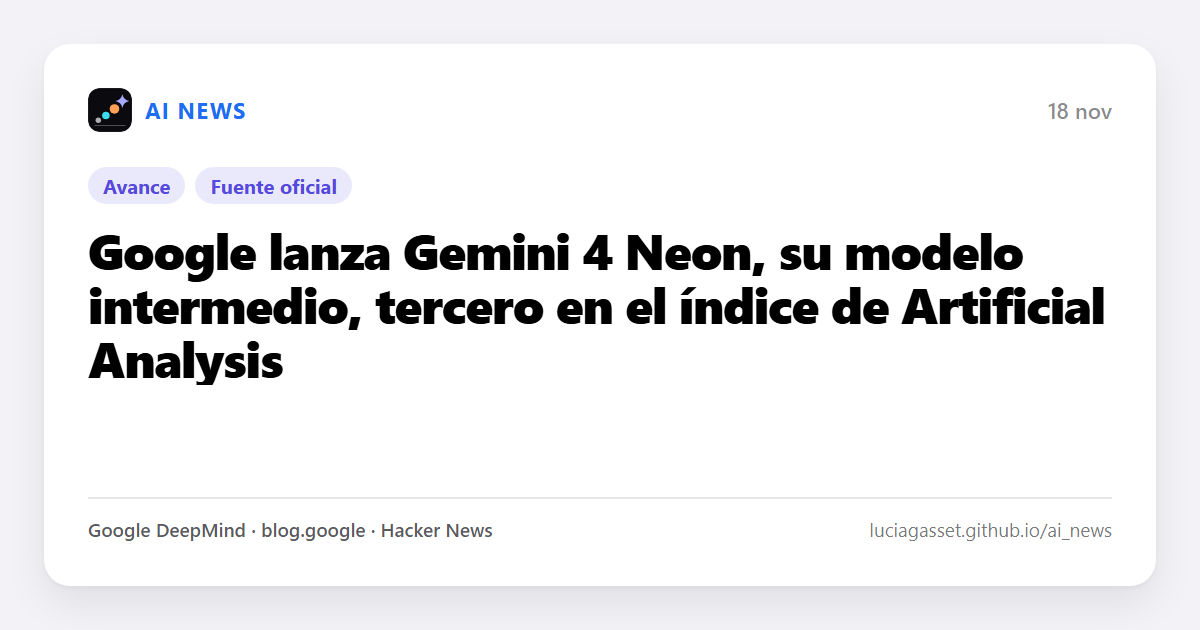 AI NEWS
18 nov
Avance
Fuente oficial
Google lanza Gemini 4 Neon, su modelo
intermedio, tercero en el índice de Artificial
Analysis
Google DeepMind · blog.google · Hacker News
luciagasset.github.io/ai_news